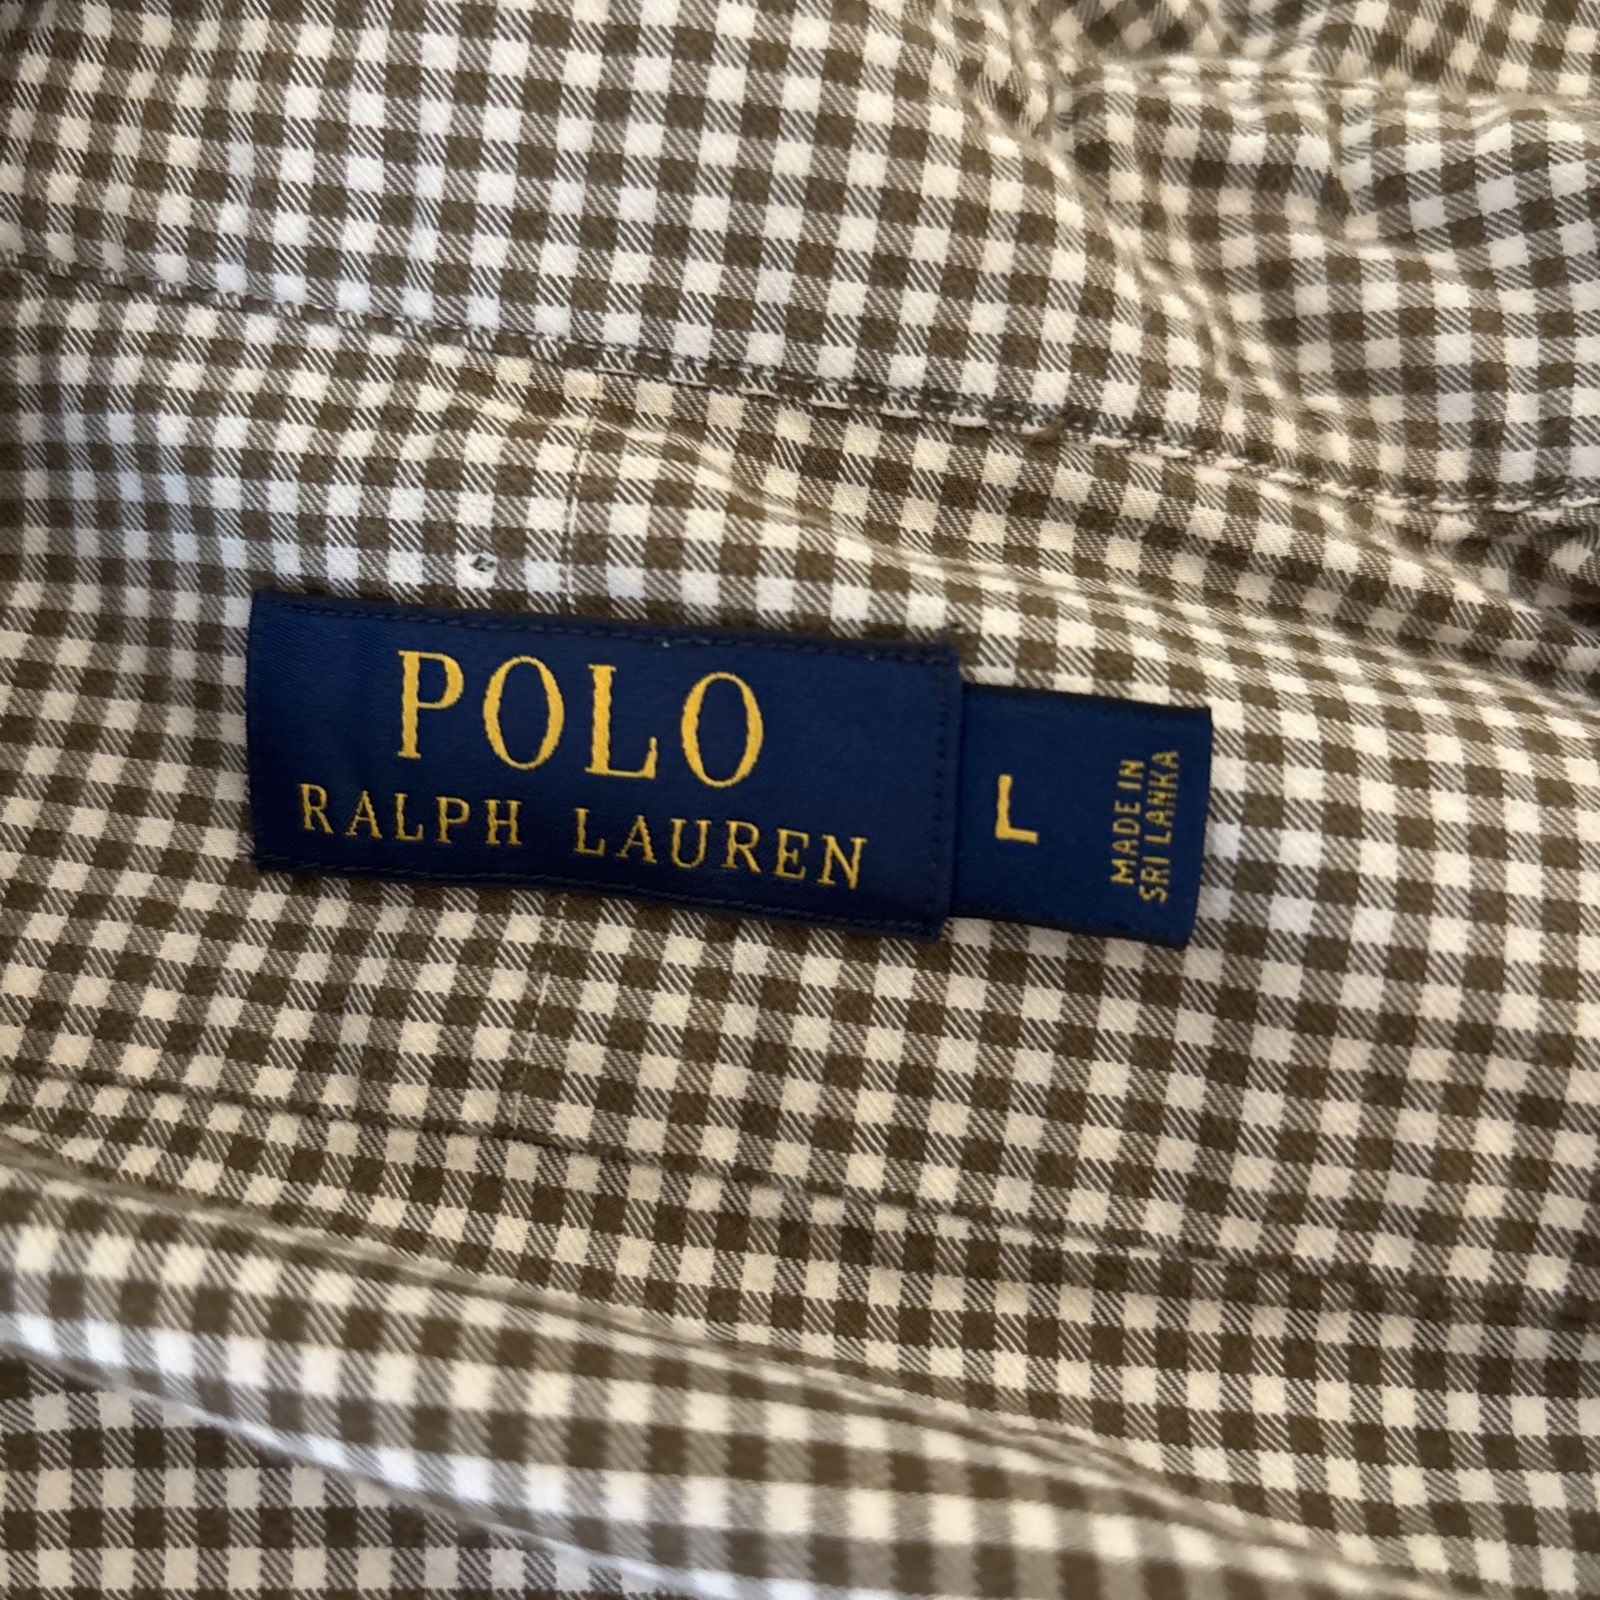 POLO
RALPH LAUREN
L
MADE IN
SRI LANKA